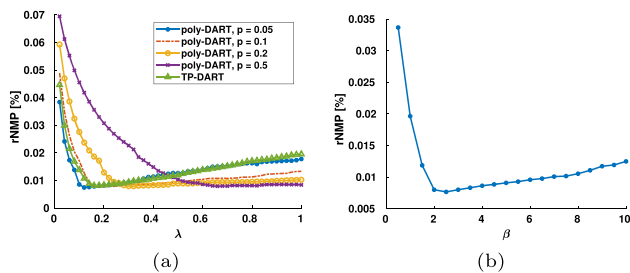 0.07
0.06
0.05
0.04
0.03
0.02
0.01
0
rNMP [%]
0
0.2
0.4
0.6
0.8
1
λ
poly-DART, p = 0.05
poly-DART, p = 0.1
poly-DART, p = 0.2
poly-DART, p = 0.5
TP-DART
(a)
0.035
0.03
0.025
0.02
0.015
0.01
0.005
rNMP [%]
0
2
4
6
8
10
β
(b)